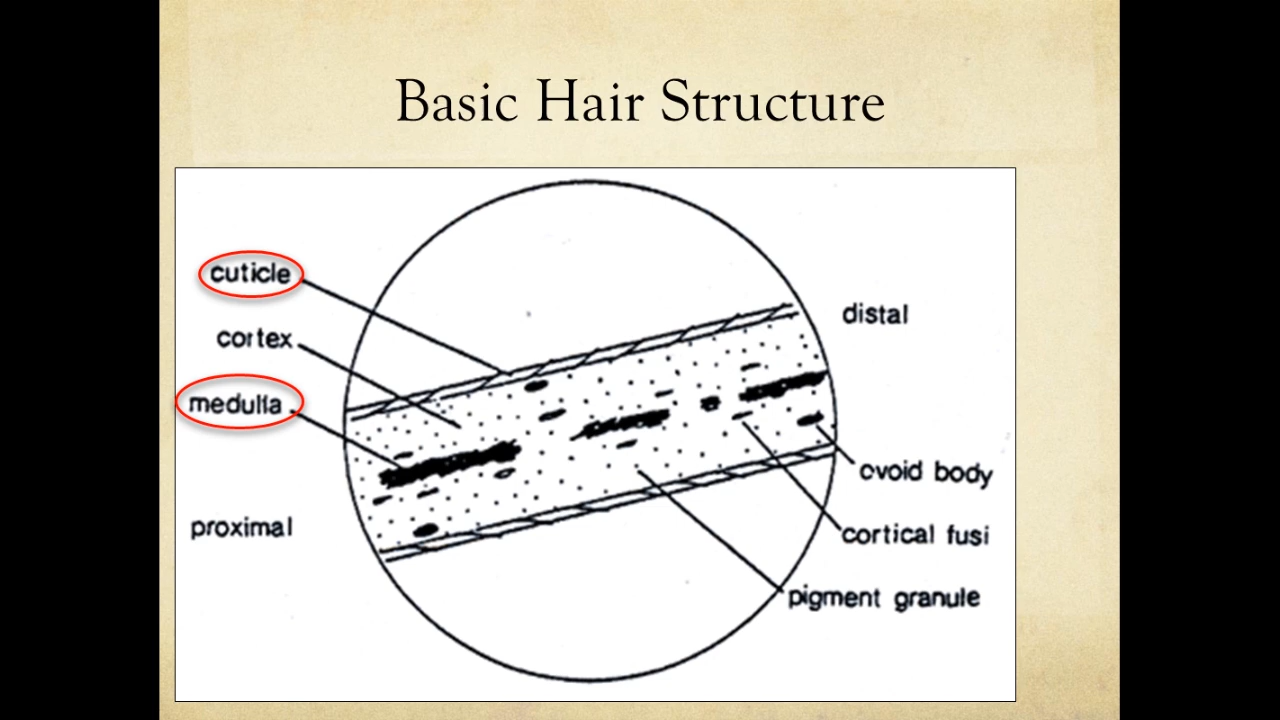 Basic Hair Structure
cuticle
cortex
medulla
proximal
distal
ovoid body
cortical fusi
pigment granule